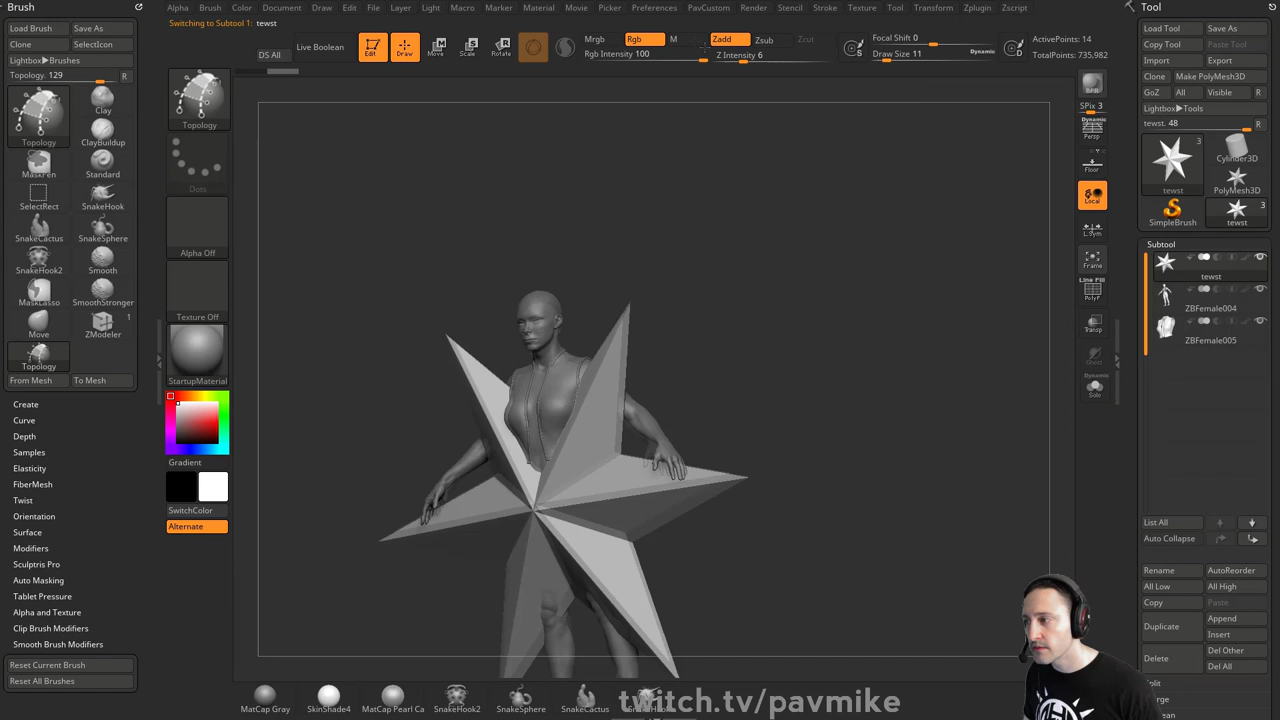 Brush
Alpha Brush Color Document Draw Edit File Layer Light Macro Marker Material Movie Picker Preferences PavCustom Render Stencil Stroke Texture Tool Transform Zplugin Zscript
Tool
Switching to Subtool 1: tewst
Load Brush Save As
Clone SelectIcon
Lightbox▶Brushes
Topology. 129 R
Topology
Clay
ClayBuildup
MaskPen
Standard
SelectRect
SnakeHook
SnakeCactus
SnakeSphere
SnakeHook2
Smooth
MaskLasso
SmoothStronger
Move
ZModeler
1
Topology
From Mesh To Mesh
Create
Curve
Depth
Samples
Elasticity
FiberMesh
Twist
Orientation
Surface
Modifiers
Sculptris Pro
Auto Masking
Tablet Pressure
Alpha and Texture
Clip Brush Modifiers
Smooth Brush Modifiers
Reset Current Brush
Reset All Brushes
DS All
Live Boolean
Edit
Draw
Move
Scale
Rotate
Mrgb Rgb M
Rgb Intensity 100
Zadd Zsub Zcut
Z Intensity 6
S
Focal Shift 0
Draw Size 11 Dynamic
D
ActivePoints: 14
TotalPoints: 735,982
Topology
Dots
Alpha Off
Texture Off
StartupMaterial
Gradient
SwitchColor
Alternate
BPR
SPix 3
Dynamic
Persp
Floor
Local
L.Sym
Frame
Line Fill
PolyF
Transp
Ghost
Dynamic
Solo
Load Tool Save As
Copy Tool Paste Tool
Import Export
Clone Make PolyMesh3D
GoZ All Visible R
Lightbox▶Tools
tewst. 48 R
3
tewst
Cylinder3D
PolyMesh3D
SimpleBrush
3
tewst
Subtool
tewst
ZBFemale004
ZBFemale005
List All
Auto Collapse
Rename AutoReorder
All Low All High
Copy Paste
Duplicate
Append
Insert
Delete
Del Other
Del All
Split
MatCap Gray SkinShade4 MatCap Pearl Ca SnakeHook2 SnakeSphere SnakeCactus
twitch.tv/pavmike